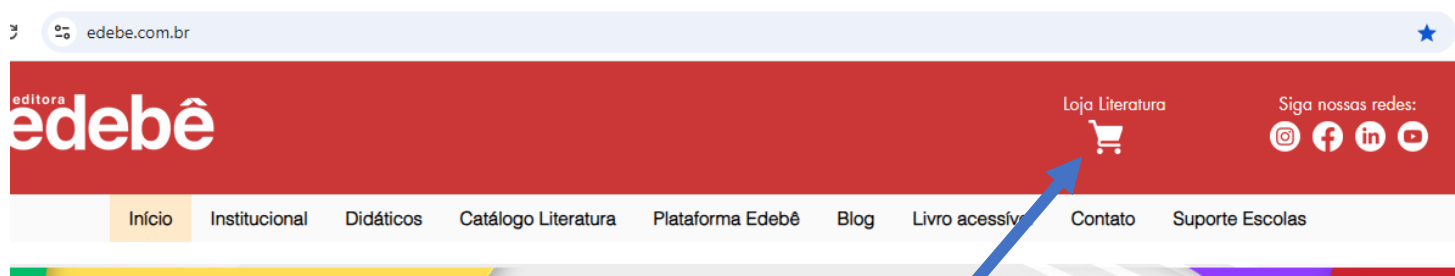 edebe.com.br
editora
edebê
Loja Literatura
Siga nossas redes:
Início Institucional Didáticos Catálogo Literatura Plataforma Edebê Blog Livro Contato Suporte Escolas